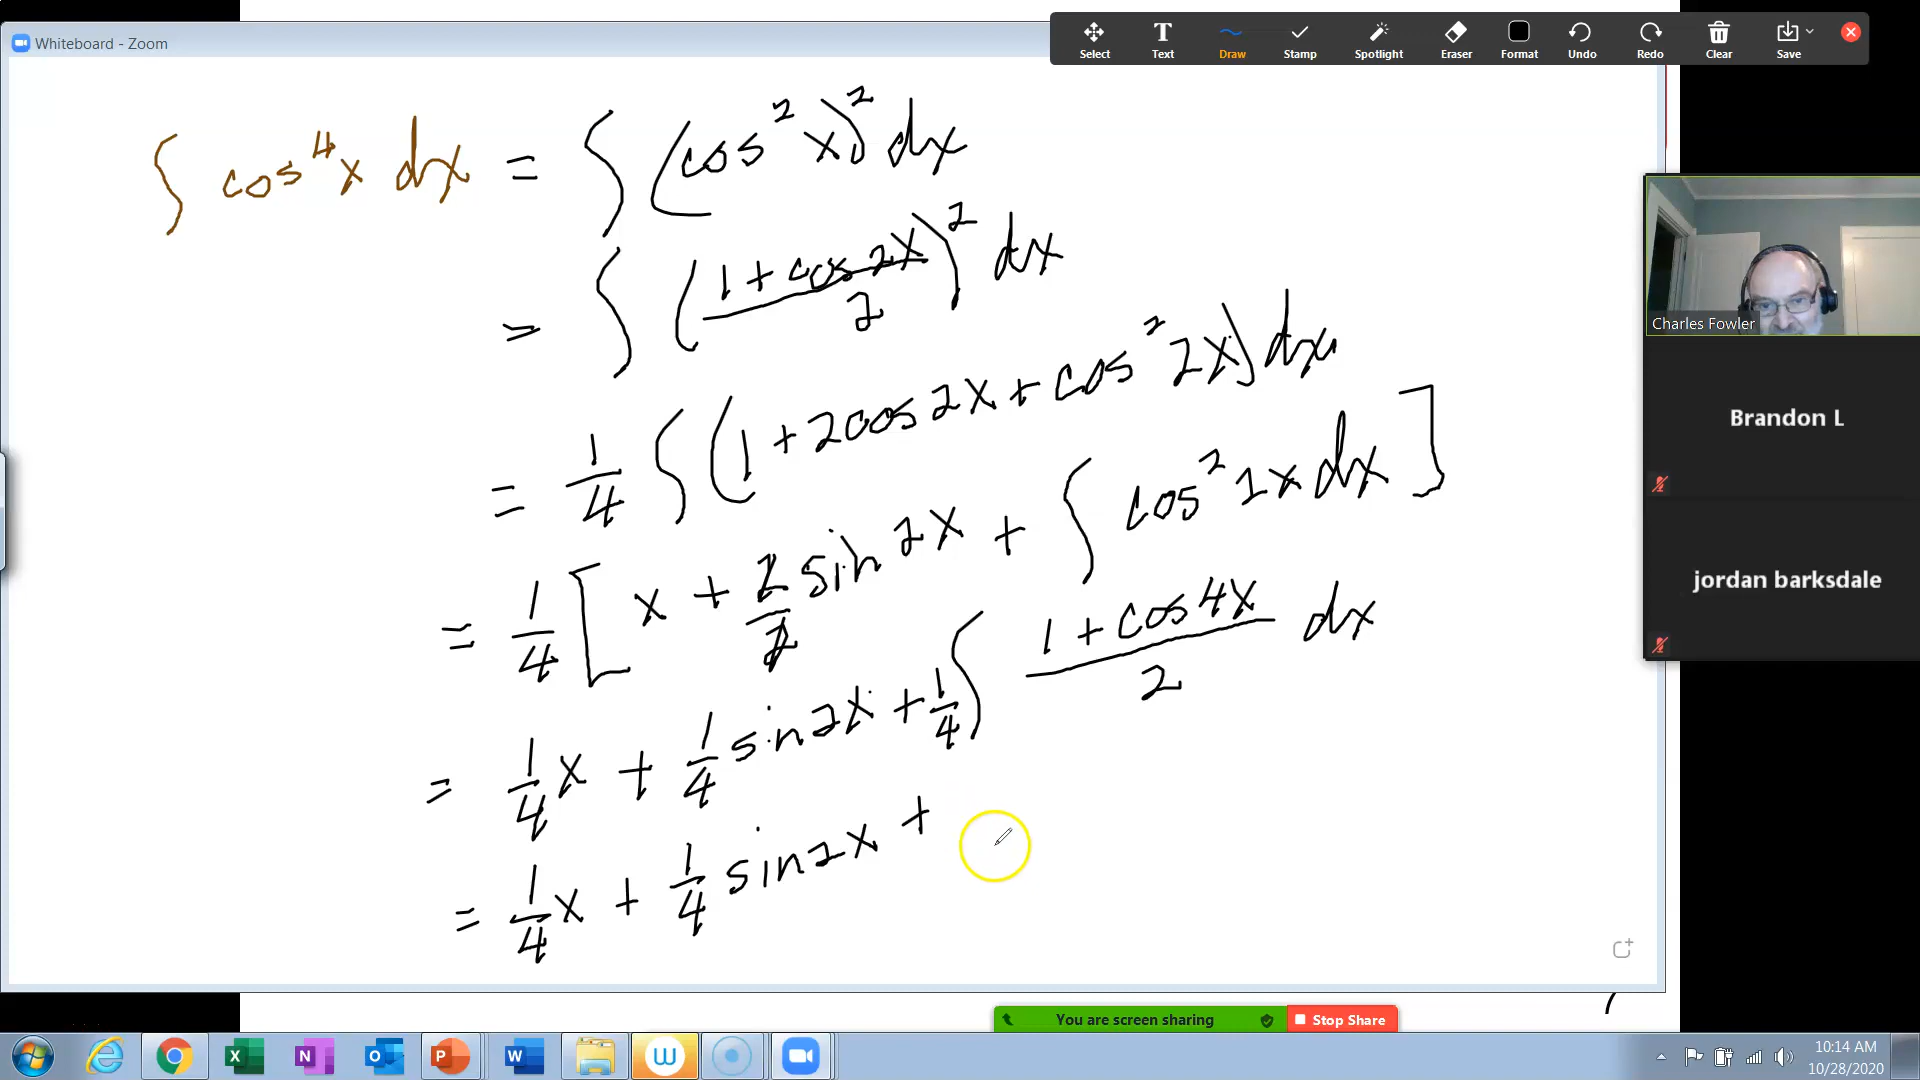 Whiteboard - Zoom
Select Text Draw Stamp Spotlight Eraser Format Undo Redo Clear Save
∫ cos⁴x dx = ∫ (cos²x)² dx
= ∫ ((1 + cos 2x)/2)² dx
= 1/4 ∫ (1 + 2cos 2x + cos² 2x) dx
= 1/4 [ x + 2/2 sin 2x + ∫ cos² 2x dx ]
= 1/4 x + 1/4 sin 2x + 1/4 ∫ (1 + cos 4x)/2 dx
= 1/4 x + 1/4 sin 2x +
Charles Fowler
Brandon L
jordan barksdale
You are screen sharing
Stop Share
10:14 AM
10/28/2020